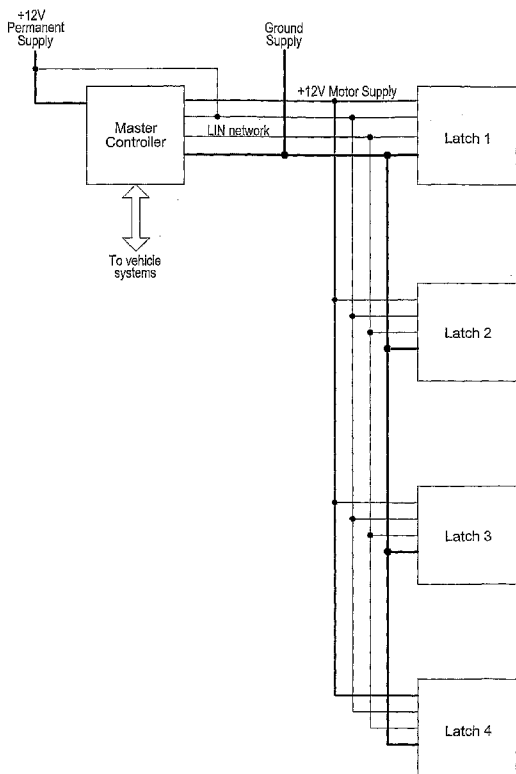 +12V
Permanent
Supply
Ground
Supply
+12V Motor Supply
Master
Controller
LIN network
Latch 1
To vehicle
systems
Latch 2
Latch 3
Latch 4